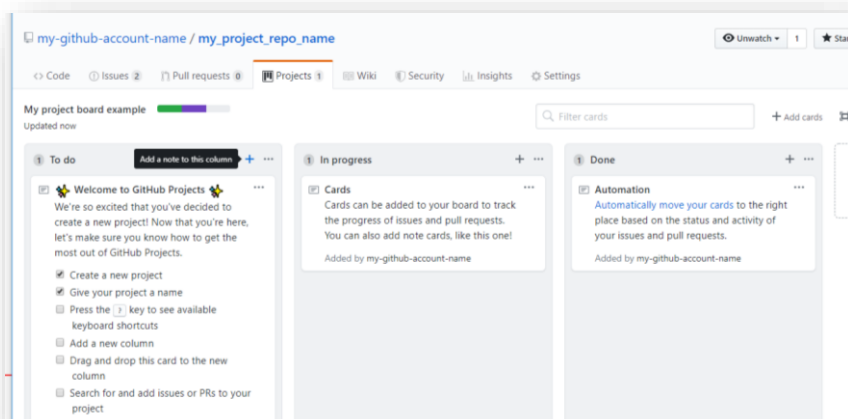 my-github-account-name / my_project_repo_name
Unwatch 1
Code Issues 2 Pull requests 0 Projects 1 Wiki Security Insights Settings
My project board example
Updated now
Filter cards
+ Add cards
1 To do
Add a note to this column
Welcome to GitHub Projects
We're so excited that you've decided to
create a new project! Now that you're here,
let's make sure you know how to get the
most out of GitHub Projects.
Create a new project
Give your project a name
Press the ? key to see available
keyboard shortcuts
Add a new column
Drag and drop this card to the new
column
Search for and add issues or PRs to your
project
1 In progress
Cards
Cards can be added to your board to track
the progress of issues and pull requests.
You can also add note cards, like this one!
Added by my-github-account-name
1 Done
Automation
Automatically move your cards to the right
place based on the status and activity of
your issues and pull requests.
Added by my-github-account-name